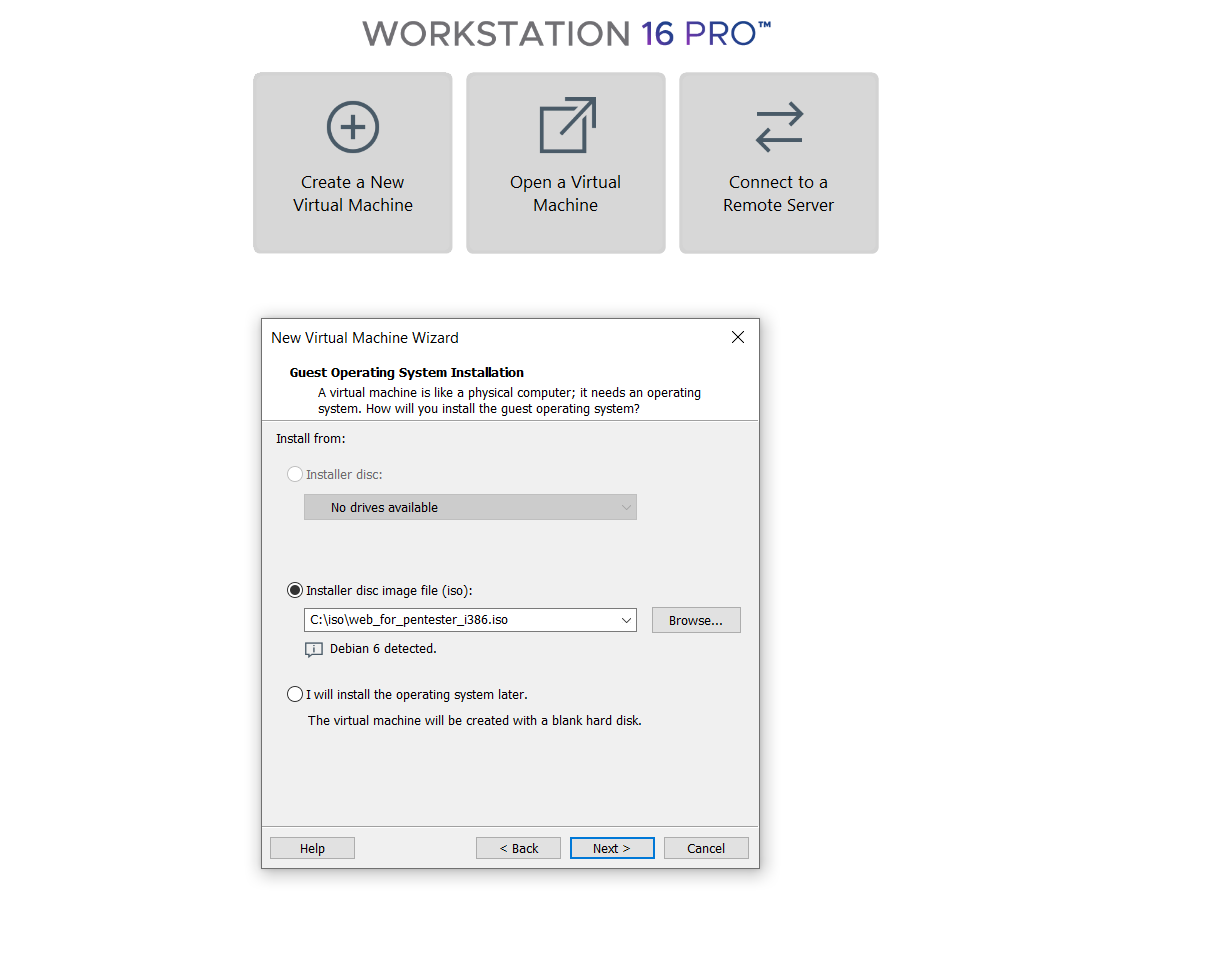 WORKSTATION 16 PRO™
Create a New
Virtual Machine
Open a Virtual
Machine
Connect to a
Remote Server
New Virtual Machine Wizard
Guest Operating System Installation
A virtual machine is like a physical computer; it needs an operating
system. How will you install the guest operating system?
Install from:
Installer disc:
No drives available
Installer disc image file (iso):
C:\iso\web_for_pentester_i386.iso
Browse...
Debian 6 detected.
I will install the operating system later.
The virtual machine will be created with a blank hard disk.
Help
< Back
Next >
Cancel